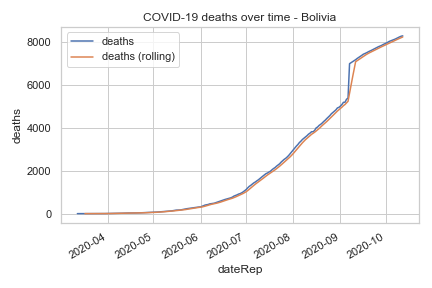 COVID-19 deaths over time - Bolivia
deaths
deaths (rolling)
8000
6000
4000
2000
0
deaths
2020-04
2020-05
2020-06
2020-07
2020-08
2020-09
2020-10
dateRep